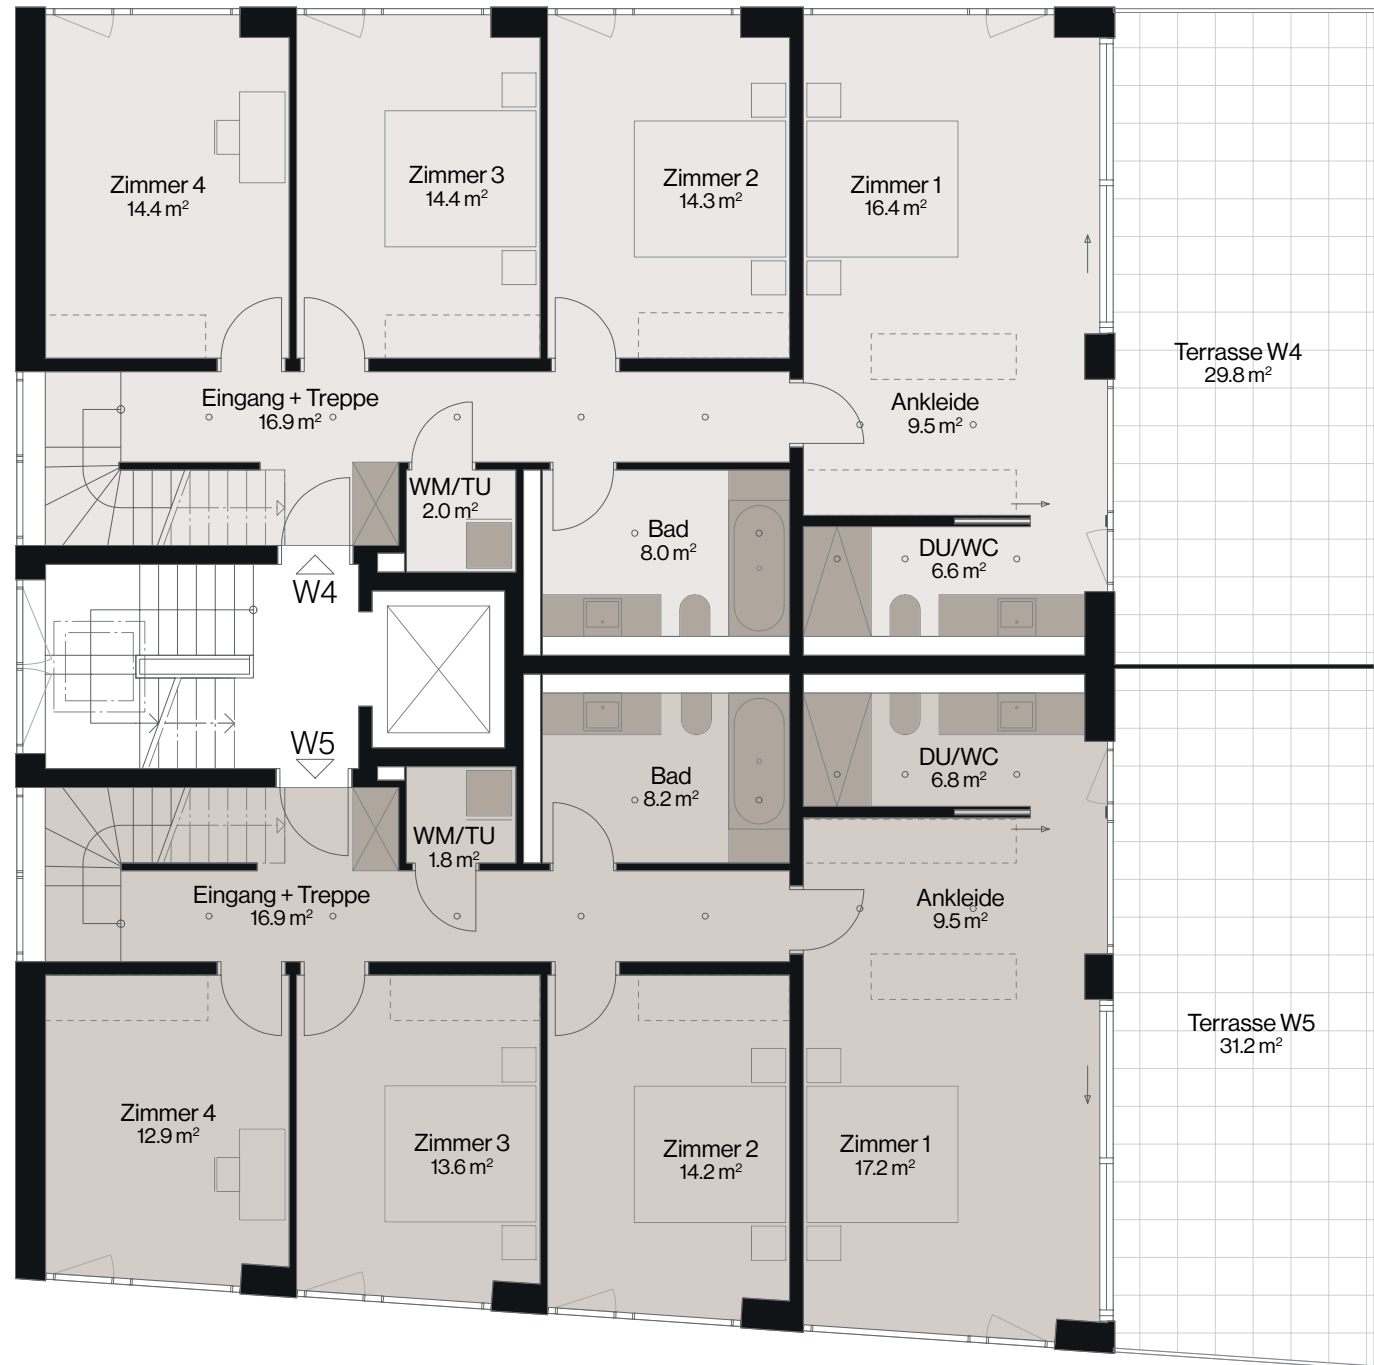 Zimmer 4
14.4 m²
Zimmer 3
14.4 m²
Zimmer 2
14.3 m²
Zimmer 1
16.4 m²
Terrasse W4
29.8 m²
Eingang + Treppe
16.9 m²
Ankleide
9.5 m²
WM/TU
2.0 m²
Bad
8.0 m²
DU/WC
6.6 m²
W4
W5
Bad
8.2 m²
DU/WC
6.8 m²
WM/TU
1.8 m²
Eingang + Treppe
16.9 m²
Ankleide
9.5 m²
Terrasse W5
31.2 m²
Zimmer 4
12.9 m²
Zimmer 3
13.6 m²
Zimmer 2
14.2 m²
Zimmer 1
17.2 m²